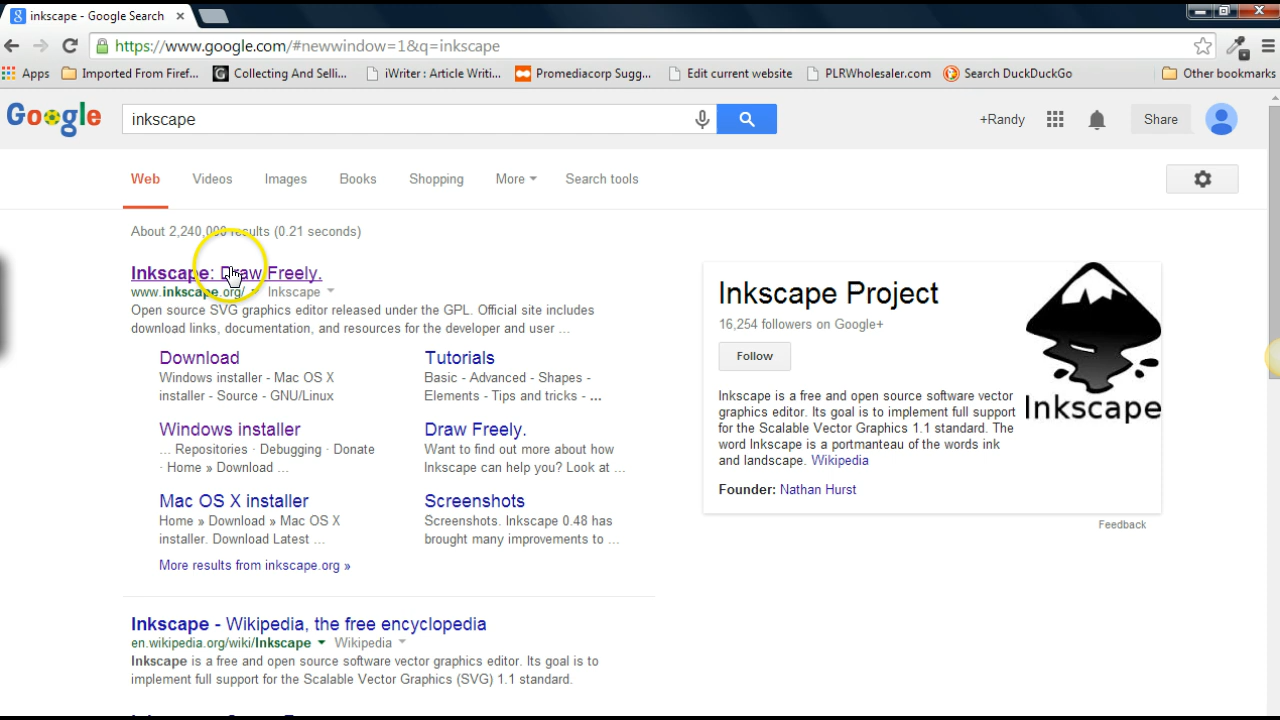 inkscape - Google Search
https://www.google.com/#newwindow=1&q=inkscape
Apps Imported From Firef... Collecting And Selli... iWriter : Article Writi... Promediacorp Sugg... Edit current website PLRWholesaler.com Search DuckDuckGo Other bookmarks
Google inkscape +Randy Share
Web Videos Images Books Shopping More Search tools
About 2,240,000 results (0.21 seconds)
Inkscape: Draw Freely.
www.inkscape.org/ Inkscape
Open source SVG graphics editor released under the GPL. Official site includes
download links, documentation, and resources for the developer and user ...
Download
Windows installer - Mac OS X
installer - Source - GNU/Linux
Tutorials
Basic - Advanced - Shapes -
Elements - Tips and tricks - ...
Windows installer
... Repositories · Debugging · Donate
· Home » Download ...
Draw Freely.
Want to find out more about how
Inkscape can help you? Look at ...
Mac OS X installer
Home » Download » Mac OS X
installer. Download Latest ...
Screenshots
Screenshots. Inkscape 0.48 has
brought many improvements to ...
More results from inkscape.org »
Inkscape - Wikipedia, the free encyclopedia
en.wikipedia.org/wiki/Inkscape Wikipedia
Inkscape is a free and open source software vector graphics editor. Its goal is to
implement full support for the Scalable Vector Graphics (SVG) 1.1 standard.
Inkscape Project
16,254 followers on Google+
Follow
Inkscape is a free and open source software vector
graphics editor. Its goal is to implement full support
for the Scalable Vector Graphics 1.1 standard. The
word Inkscape is a portmanteau of the words ink
and landscape. Wikipedia
Founder: Nathan Hurst
Inkscape
Feedback